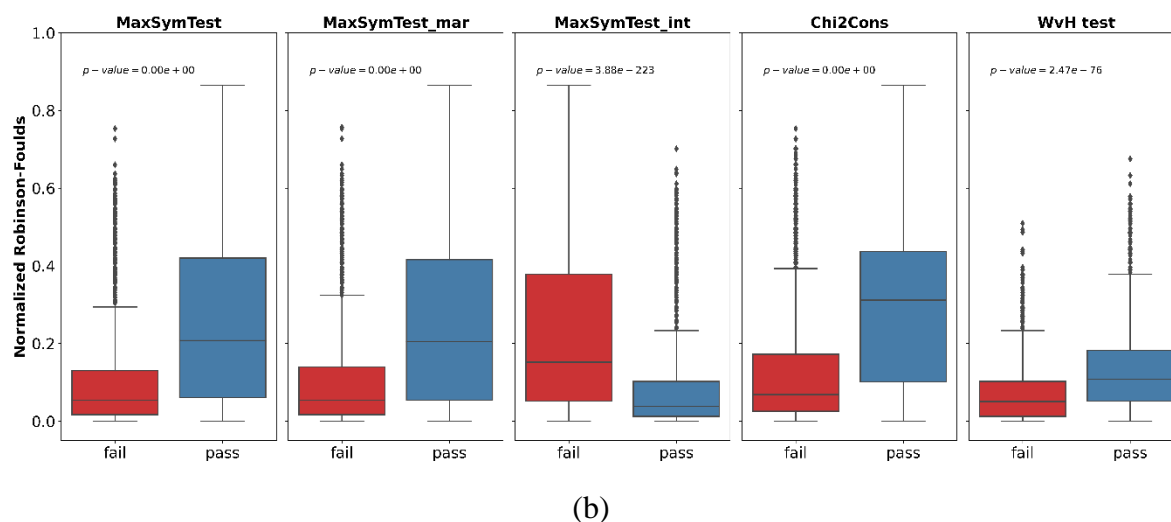 MaxSymTest MaxSymTest_mar MaxSymTest_int Chi2Cons WvH test
1.0
p − value = 0.00e + 00 p − value = 0.00e + 00 p − value = 3.88e − 223 p − value = 0.00e + 00 p − value = 2.47e − 76
0.8
0.6
Normalized Robinson-Foulds
0.4
0.2
0.0
fail pass fail pass fail pass fail pass fail pass
(b)